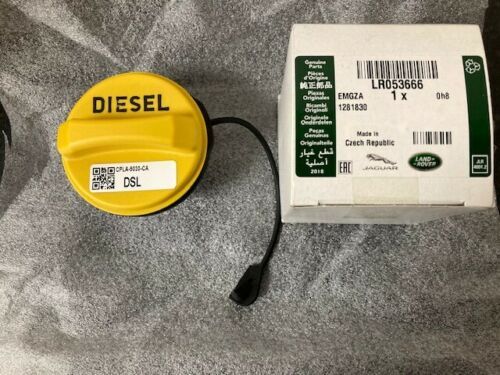 DIESEL
CPLA-9030-CA
DSL
Genuine Parts
Pièces d'Origine
純正部品
Piezas Originales
Ricambi Originali
Originele Onderdelen
Peças Genuínas
Originalteile
قطع غيار أصلية
2018
LR053666
1 x
0h8
EMGZA
1281830
Made in
Czech Republic
EAC
JAGUAR
LAND ROVER